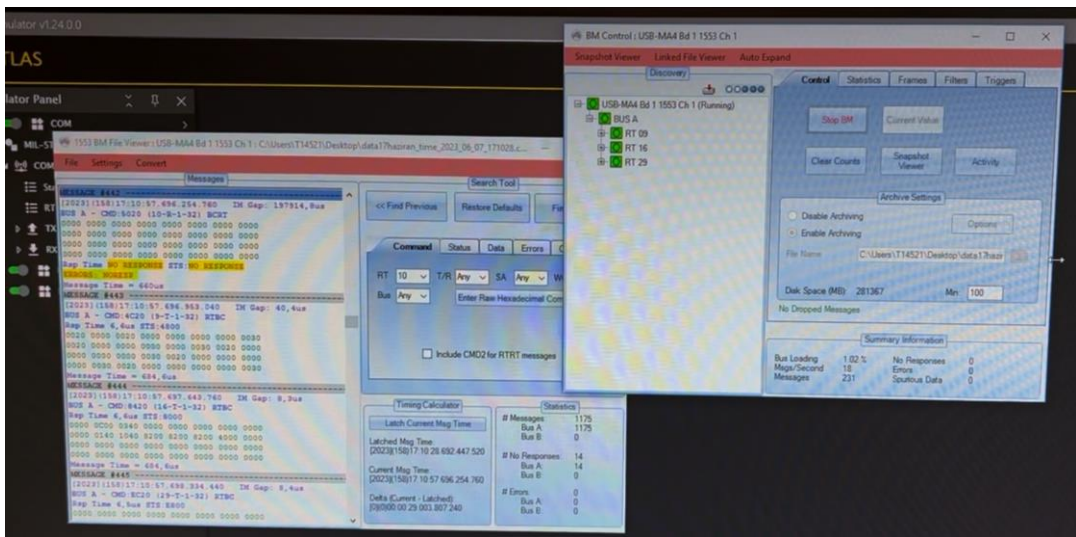 ulator v1.24.0.0
TLAS
lator Panel
COM
MIL-ST
COM
Sta
RT
TX
RX
1553 BM File Viewer : USB-MA4 Bd 1 1553 Ch 1 : C:\Users\T14521\Desktop\data17haziran_time_2023_06_07_171028.c...
File Settings Convert
Messages
MESSAGE #442
[2023](158)17:10:57.696.254.760 IM Gap: 197914,8us
BUS A - CMD:5020 (10-R-1-32) BCRT
0000 0000 0000 0000 0000 0000 0000 0000
0000 0000 0000 0000 0000 0000 0000 0000
0000 0000 0000 0000 0000 0000 0000 0000
0000 0000 0000 0000 0000 0000 0000 0000
Rsp Time NO RESPONSE STS:NO RESPONSE
ERRORS: NORESP
Message Time = 660us
MESSAGE #443
[2023](158)17:10:57.696.953.040 IM Gap: 40,4us
BUS A - CMD:4C20 (9-T-1-32) RTBC
Rsp Time 6,6us STS:4800
Message Time = 684,6us
MESSAGE #444
[2023](158)17:10:57.697.643.760 IM Gap: 8,9us
BUS A - CMD:8420 (16-T-1-32) RTBC
Rsp Time 6,6us STS:8000
0000 0C00 0840 0000 0000 0000 0000 0000
0000 0140 1040 8200 8200 8200 4000 0000
0000 0000 0000 0000 0000 0000 0000 0000
0000 0000 0000 0000 0000 0000 0000 0000
Message Time = 684,6us
MESSAGE #445
[2023](158)17:10:57.698.334.440 IM Gap: 8,4us
BUS A - CMD:EC20 (29-T-1-32) RTBC
Rsp Time 6,5us STS:E800
0000 0000 0000 0000 0000 0000 0000 0000
Search Tool
<< Find Previous Restore Defaults Fin
Command Status Data Errors
RT 10 T/R Any SA Any W
Bus Any Enter Raw Hexadecimal Com
Include CMD2 for RTRT messages
Timing Calculator
Latch Current Msg Time
Latched Msg Time:
[2023](158)17 10 28.692.447.520
Current Msg Time:
[2023](158)17 10 57 696 254.760
Delta (Current - Latched)
[0](0)00:00 29 003.807 240
Statistics
# Messages 1175
Bus A: 1175
Bus B: 0
# No Responses 14
Bus A: 14
Bus B: 0
# Errors 0
Bus A: 0
Bus B: 0
BM Control : USB-MA4 Bd 1 1553 Ch 1
Snapshot Viewer Linked File Viewer Auto Expand
Discovery
USB-MA4 Bd 1 1553 Ch 1 (Running)
BUS A
RT 09
RT 16
RT 29
Control Statistics Frames Filters Triggers
Stop BM Current Value
Clear Counts Snapshot Viewer Activity
Archive Settings
Disable Archiving
Enable Archiving
Options
File Name C:\Users\T14521\Desktop\data17hazir
Disk Space (MB) 281367 Min 100
No Dropped Messages
Summary Information
Bus Loading 1.02 % No Responses 0
Msgs/Second 18 Errors 0
Messages 231 Spurious Data 0